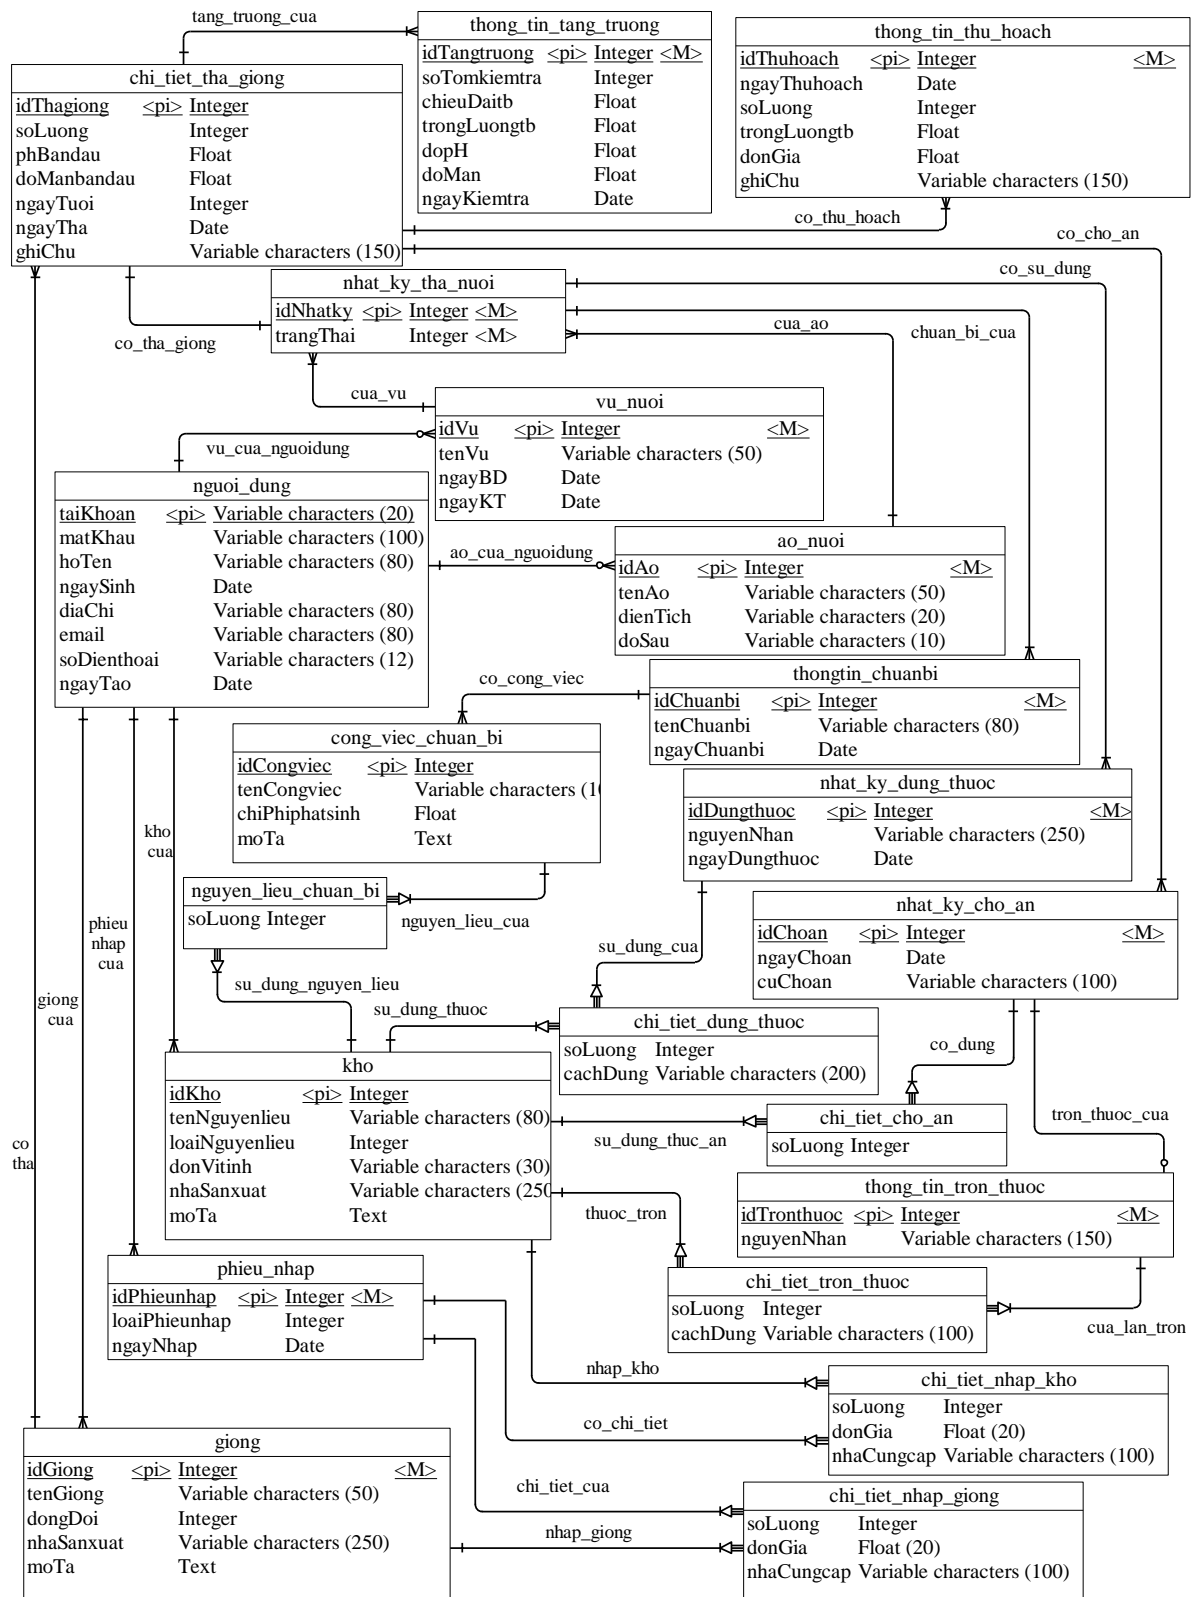 tang_truong_cua
thong_tin_tang_truong
idTangtruong <pi> Integer <M>
soTomkiemtra Integer
chieuDaitb Float
trongLuongtb Float
dopH Float
doMan Float
ngayKiemtra Date
thong_tin_thu_hoach
idThuhoach <pi> Integer <M>
ngayThuhoach Date
soLuong Integer
trongLuongtb Float
donGia Float
ghiChu Variable characters (150)
chi_tiet_tha_giong
idThagiong <pi> Integer
soLuong Integer
phBandau Float
doManbandau Float
ngayTuoi Integer
ngayTha Date
ghiChu Variable characters (150)
co_thu_hoach
co_cho_an
co_su_dung
nhat_ky_tha_nuoi
idNhatky <pi> Integer <M>
trangThai Integer <M>
cua_ao
chuan_bi_cua
co_tha_giong
cua_vu
vu_nuoi
idVu <pi> Integer <M>
tenVu Variable characters (50)
ngayBD Date
ngayKT Date
vu_cua_nguoidung
nguoi_dung
taiKhoan <pi> Variable characters (20)
matKhau Variable characters (100)
hoTen Variable characters (80)
ngaySinh Date
diaChi Variable characters (80)
email Variable characters (80)
soDienthoai Variable characters (12)
ngayTao Date
ao_cua_nguoidung
ao_nuoi
idAo <pi> Integer <M>
tenAo Variable characters (50)
dienTich Variable characters (20)
doSau Variable characters (10)
co_cong_viec
thongtin_chuanbi
idChuanbi <pi> Integer <M>
tenChuanbi Variable characters (80)
ngayChuanbi Date
cong_viec_chuan_bi
idCongviec <pi> Integer
tenCongviec Variable characters (10
chiPhiphatsinh Float
moTa Text
nhat_ky_dung_thuoc
idDungthuoc <pi> Integer <M>
nguyenNhan Variable characters (250)
ngayDungthuoc Date
kho
cua
nguyen_lieu_chuan_bi
soLuong Integer
nguyen_lieu_cua
phieu
nhap
cua
nhat_ky_cho_an
idChoan <pi> Integer <M>
ngayChoan Date
cuChoan Variable characters (100)
su_dung_cua
su_dung_nguyen_lieu
giong
cua
su_dung_thuoc
chi_tiet_dung_thuoc
soLuong Integer
cachDung Variable characters (200)
co_dung
kho
idKho <pi> Integer
tenNguyenlieu Variable characters (80)
loaiNguyenlieu Integer
donVitinh Variable characters (30)
nhaSanxuat Variable characters (250
moTa Text
chi_tiet_cho_an
soLuong Integer
tron_thuoc_cua
su_dung_thuc_an
co
tha
thong_tin_tron_thuoc
idTronthuoc <pi> Integer <M>
nguyenNhan Variable characters (150)
thuoc_tron
phieu_nhap
idPhieunhap <pi> Integer <M>
loaiPhieunhap Integer
ngayNhap Date
chi_tiet_tron_thuoc
soLuong Integer
cachDung Variable characters (100)
cua_lan_tron
nhap_kho
chi_tiet_nhap_kho
soLuong Integer
donGia Float (20)
nhaCungcap Variable characters (100)
co_chi_tiet
giong
idGiong <pi> Integer <M>
tenGiong Variable characters (50)
dongDoi Integer
nhaSanxuat Variable characters (250)
moTa Text
chi_tiet_cua
chi_tiet_nhap_giong
soLuong Integer
donGia Float (20)
nhaCungcap Variable characters (100)
nhap_giong